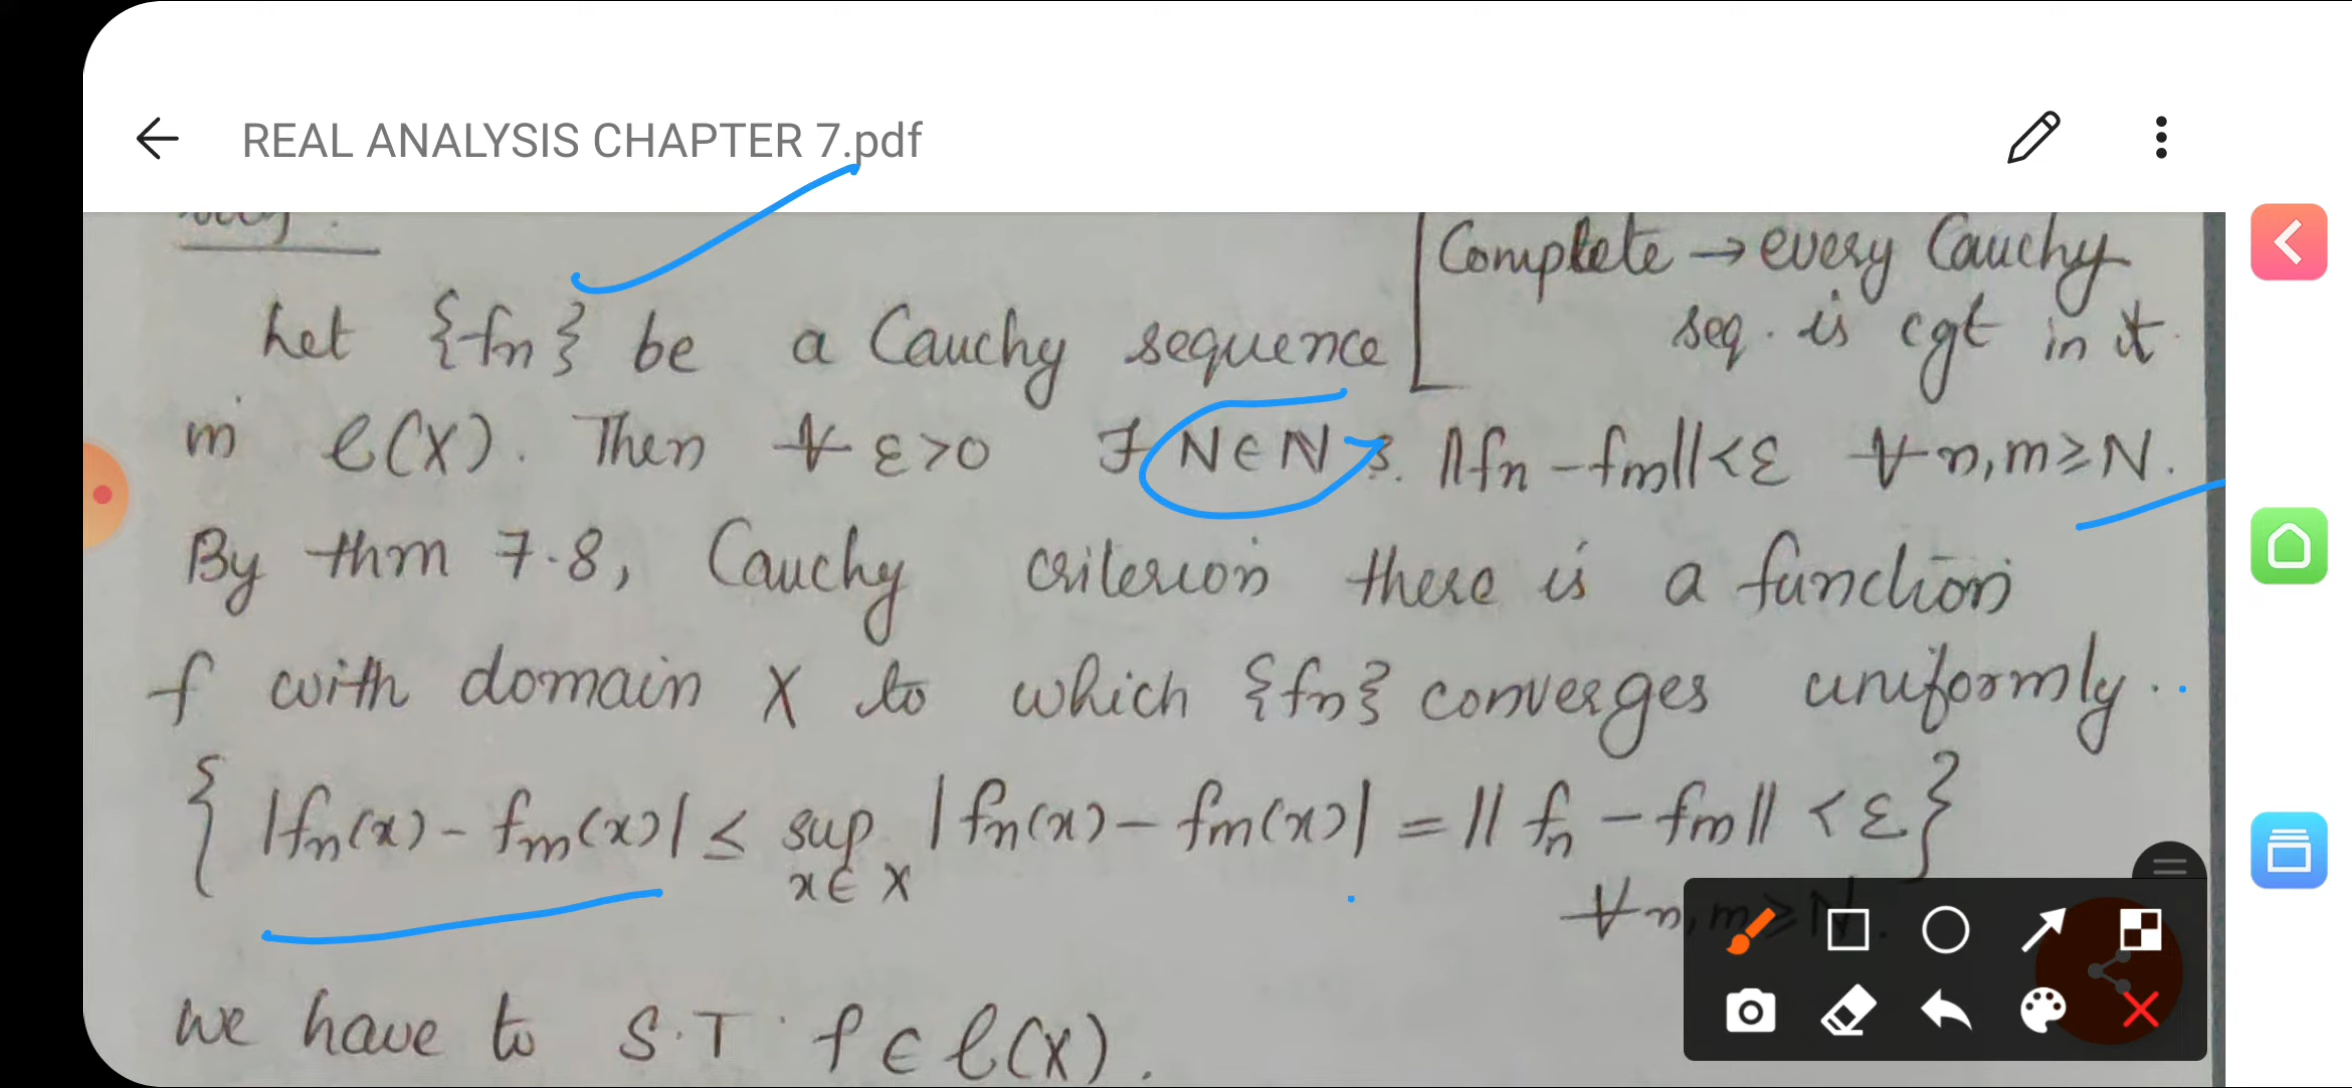 REAL ANALYSIS CHAPTER 7.pdf
Complete → every Cauchy
seq. is cgt in it.
Let {fn} be a Cauchy sequence
in ℓ(X). Then ∀ ε>0 ∃ N∈ℕ ∋. ||fn - fm||<ε ∀ n,m≥N.
By thm 7.8, Cauchy criterion there is a function
f with domain X to which {fn} converges uniformly.
{ |fn(x) - fm(x)| ≤ sup |fn(x) - fm(x)| = || fn - fm || < ε }
x∈X
∀ n,m≥N.
we have to S.T. f∈ ℓ(X).